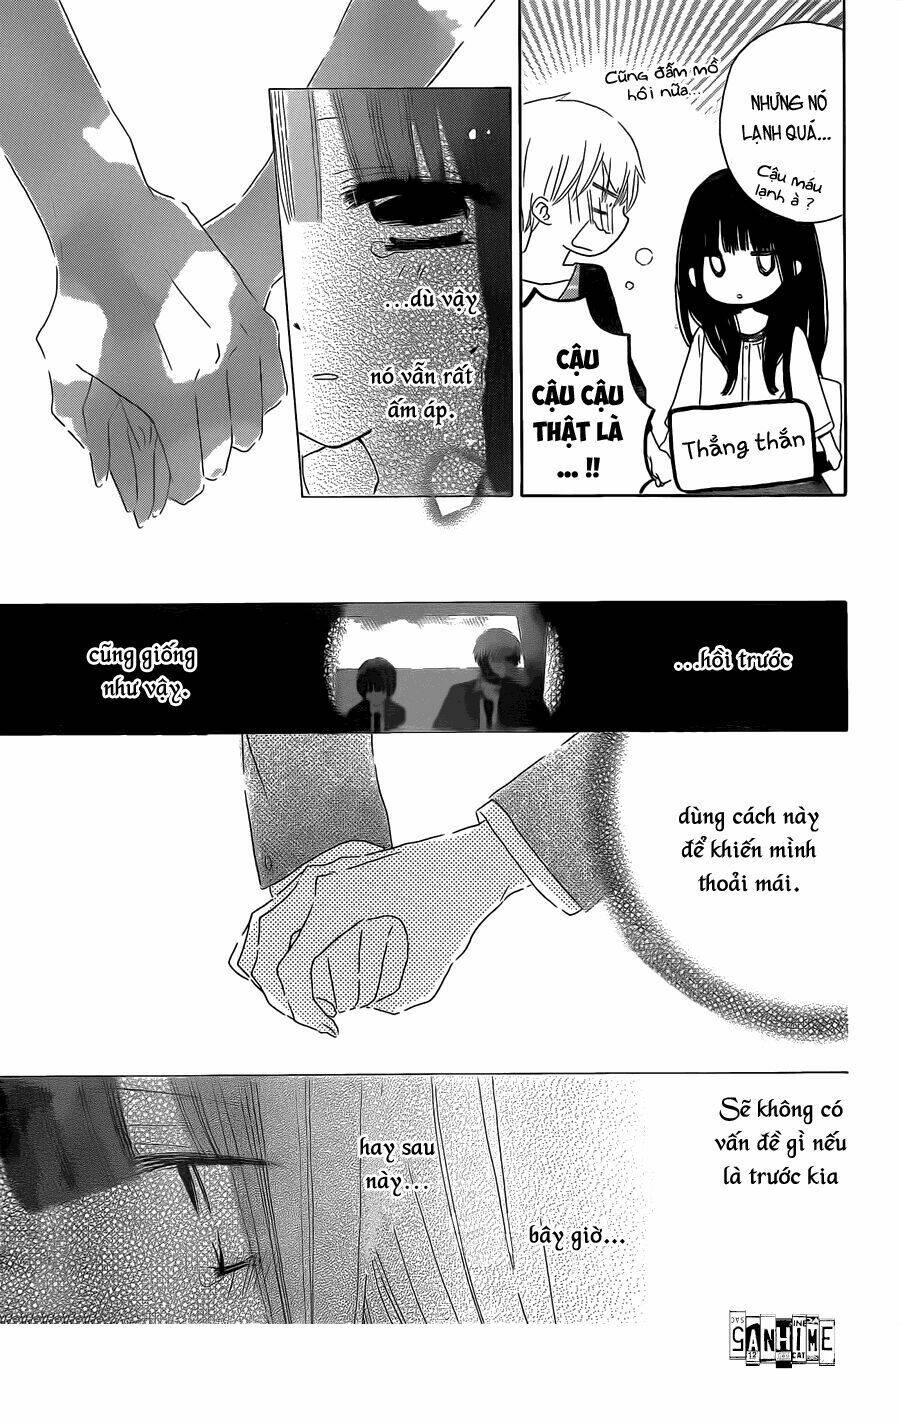 NHƯNG NÓ
LẠNH QUÁ...
Cậu máu
lạnh à ?
Cũng đẫm mồ
hôi nữa...
Thẳng thắn
CẬU
CẬU CẬU
THẬT LÀ
... !!
...dù vậy
nó vẫn rất
ấm áp.
...hồi trước
cũng giống
như vậy.
dùng cách này
để khiến mình
thoải mái.
Sẽ không có
vấn đề gì nếu
là trước kia
bây giờ...
hay sau
này...
SANHIME